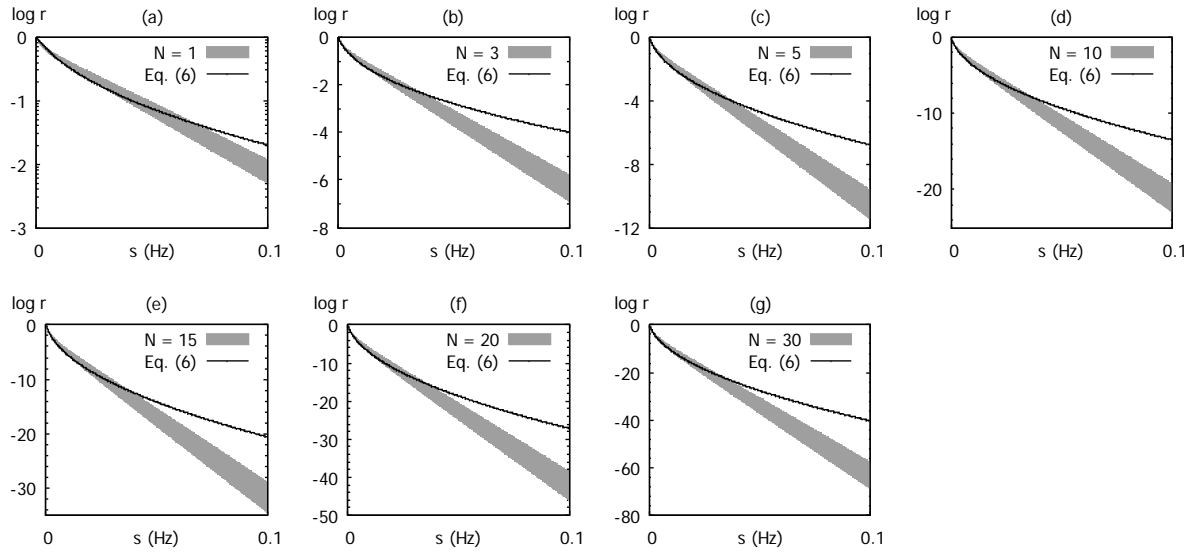 log r (a)
0
N = 1
Eq. (6)
-1
-2
-3
0 0.1
s (Hz)
log r (b)
0
N = 3
Eq. (6)
-2
-4
-6
-8
0 0.1
s (Hz)
log r (c)
0
N = 5
Eq. (6)
-4
-8
-12
0 0.1
s (Hz)
log r (d)
0
N = 10
Eq. (6)
-10
-20
0 0.1
s (Hz)
log r (e)
0
N = 15
Eq. (6)
-10
-20
-30
0 0.1
s (Hz)
log r (f)
0
N = 20
Eq. (6)
-10
-20
-30
-40
-50
0 0.1
s (Hz)
log r (g)
0
N = 30
Eq. (6)
-20
-40
-60
-80
0 0.1
s (Hz)